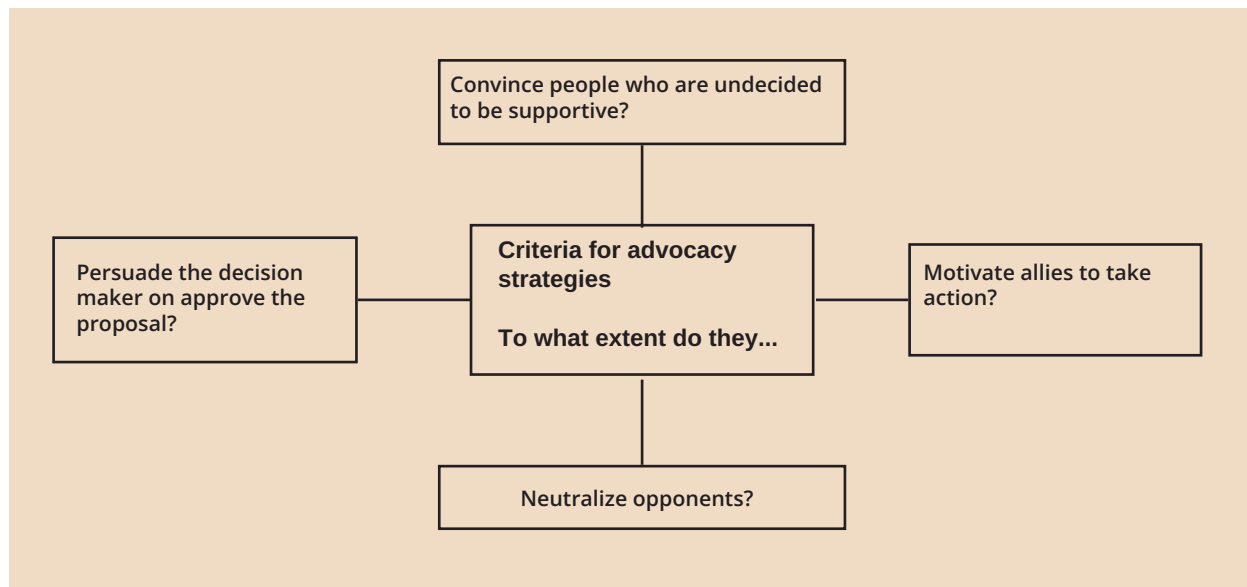 Convince people who are undecided
to be supportive?
Persuade the decision
maker on approve the
proposal?
Criteria for advocacy
strategies
To what extent do they...
Motivate allies to take
action?
Neutralize opponents?